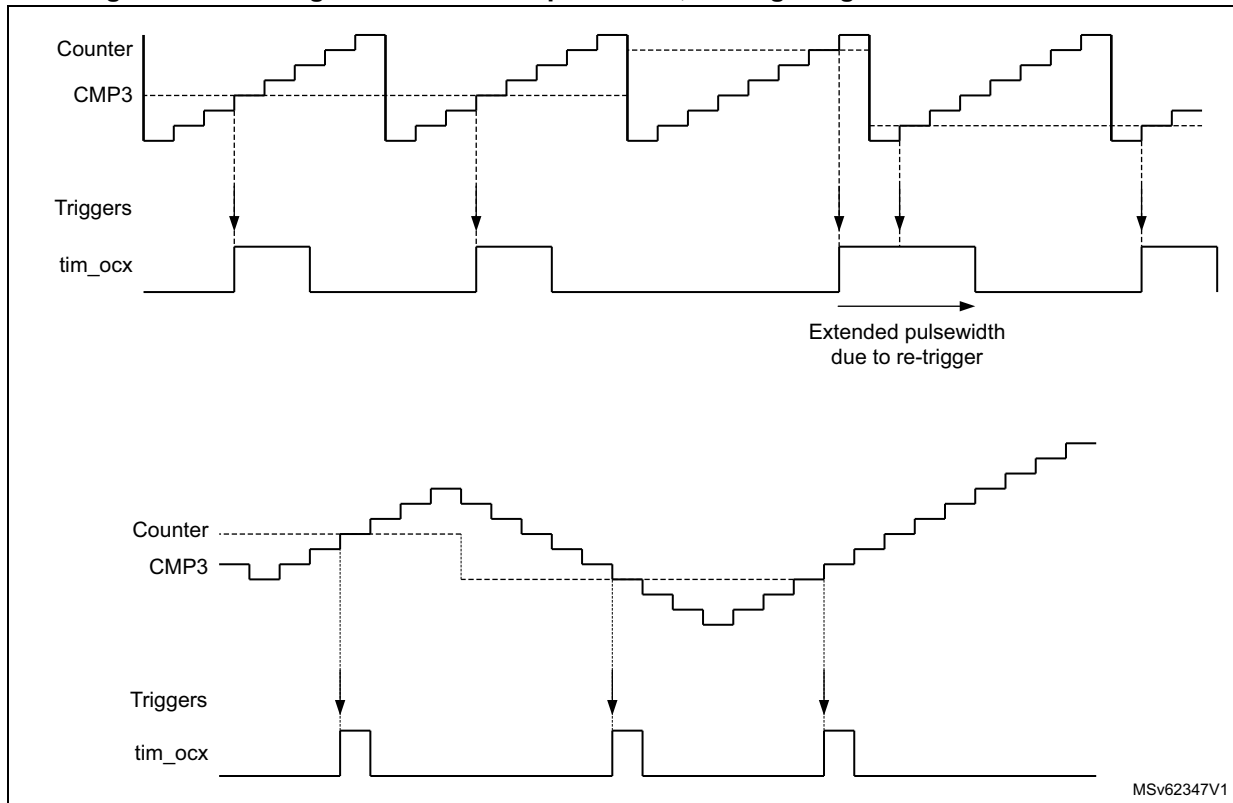 Counter
CMP3
Triggers
tim_ocx
Extended pulsewidth
due to re-trigger
Counter
CMP3
Triggers
tim_ocx
MSv62347V1